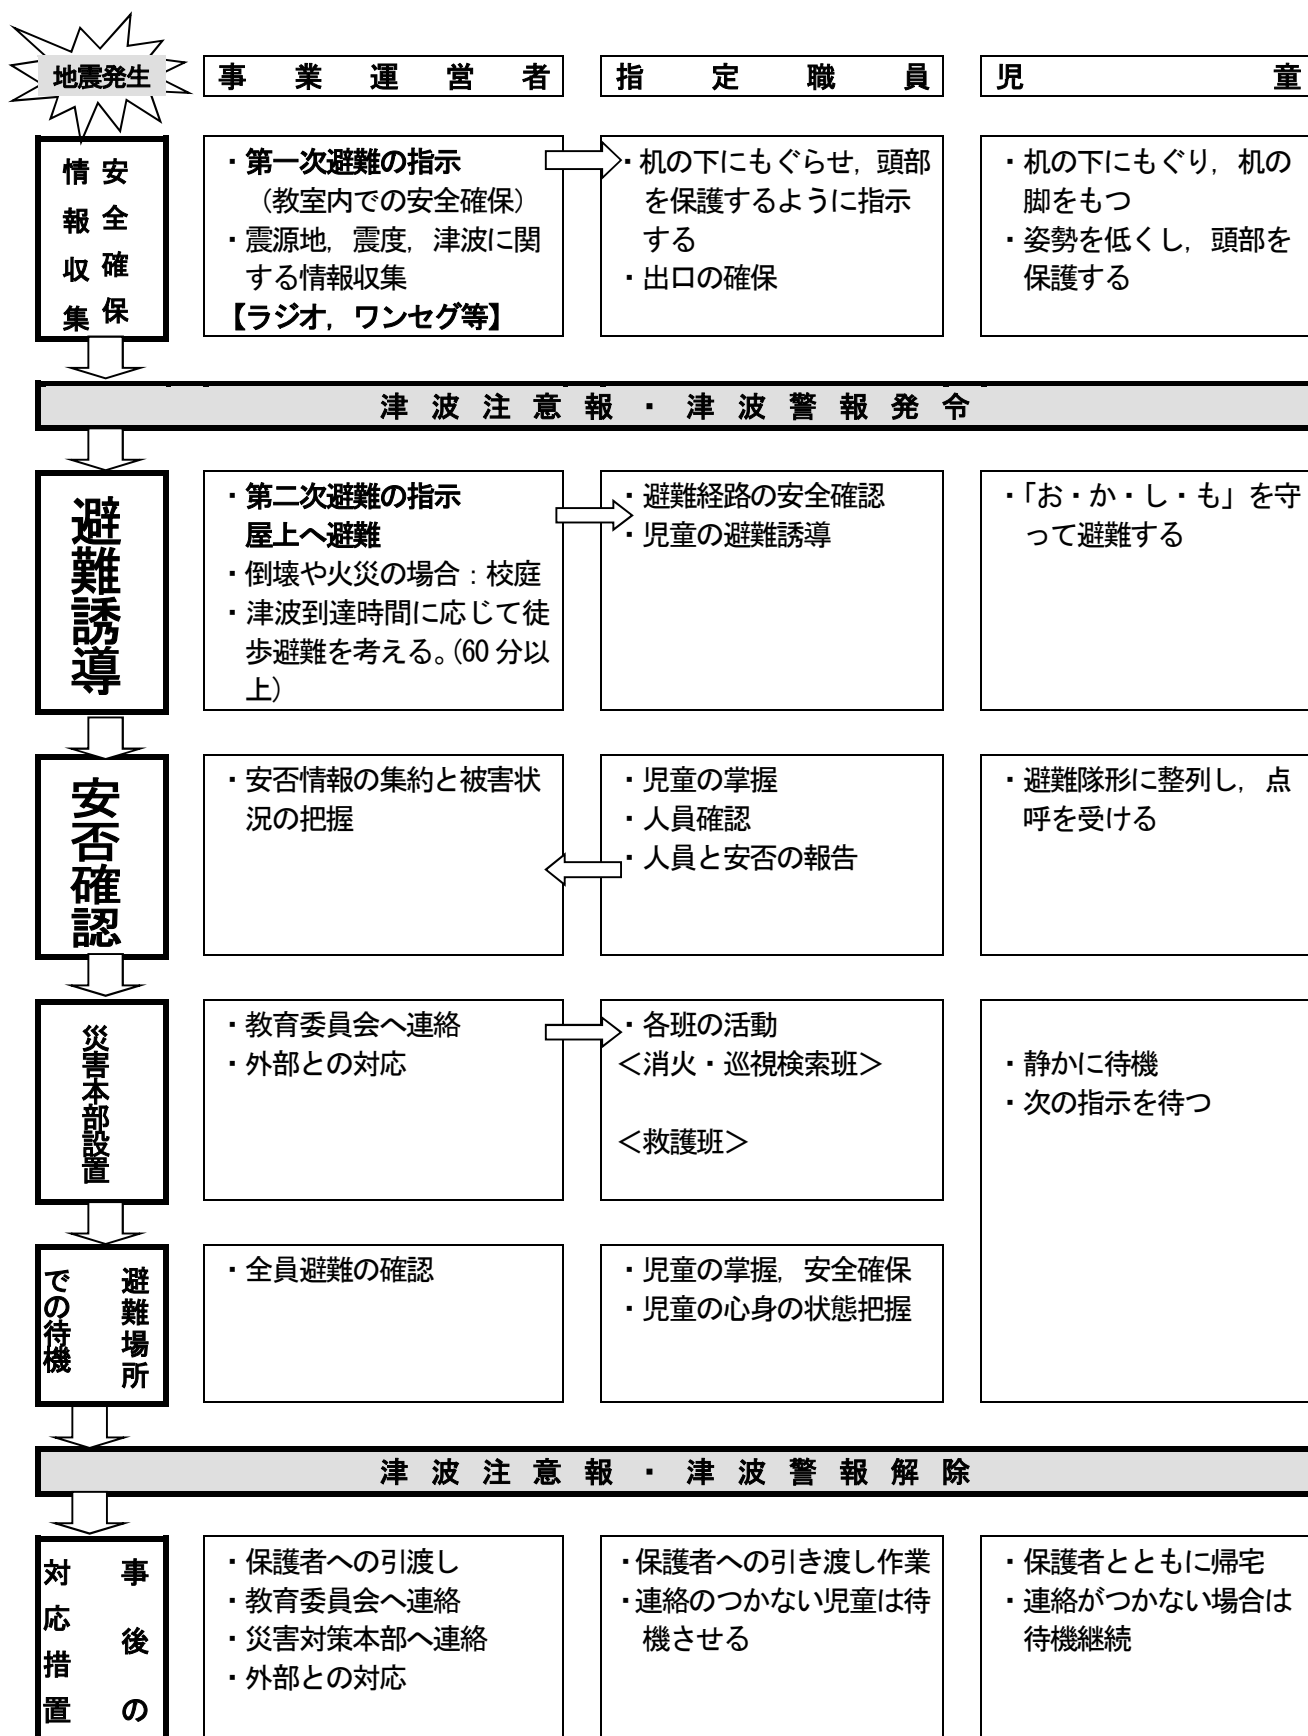 地震発生
事業運営者
指定職員
児童
安全確保
情報収集
・第一次避難の指示
（教室内での安全確保）
・震源地，震度，津波に関
する情報収集
【ラジオ，ワンセグ等】
・机の下にもぐらせ，頭部
を保護するように指示
する
・出口の確保
・机の下にもぐり，机の
脚をもつ
・姿勢を低くし，頭部を
保護する
津波注意報・津波警報発令
避難誘導
・第二次避難の指示
屋上へ避難
・倒壊や火災の場合：校庭
・津波到達時間に応じて徒
歩避難を考える。（60分以
上）
・避難経路の安全確認
・児童の避難誘導
・「お・か・し・も」を守
って避難する
安否確認
・安否情報の集約と被害状
況の把握
・児童の掌握
・人員確認
・人員と安否の報告
・避難隊形に整列し，点
呼を受ける
災害本部設置
・教育委員会へ連絡
・外部との対応
・各班の活動
＜消火・巡視検索班＞
＜救護班＞
・静かに待機
・次の指示を待つ
避難場所
での待機
・全員避難の確認
・児童の掌握，安全確保
・児童の心身の状態把握
津波注意報・津波警報解除
事後の
対応措置
・保護者への引渡し
・教育委員会へ連絡
・災害対策本部へ連絡
・外部との対応
・保護者への引き渡し作業
・連絡のつかない児童は待
機させる
・保護者とともに帰宅
・連絡がつかない場合は
待機継続